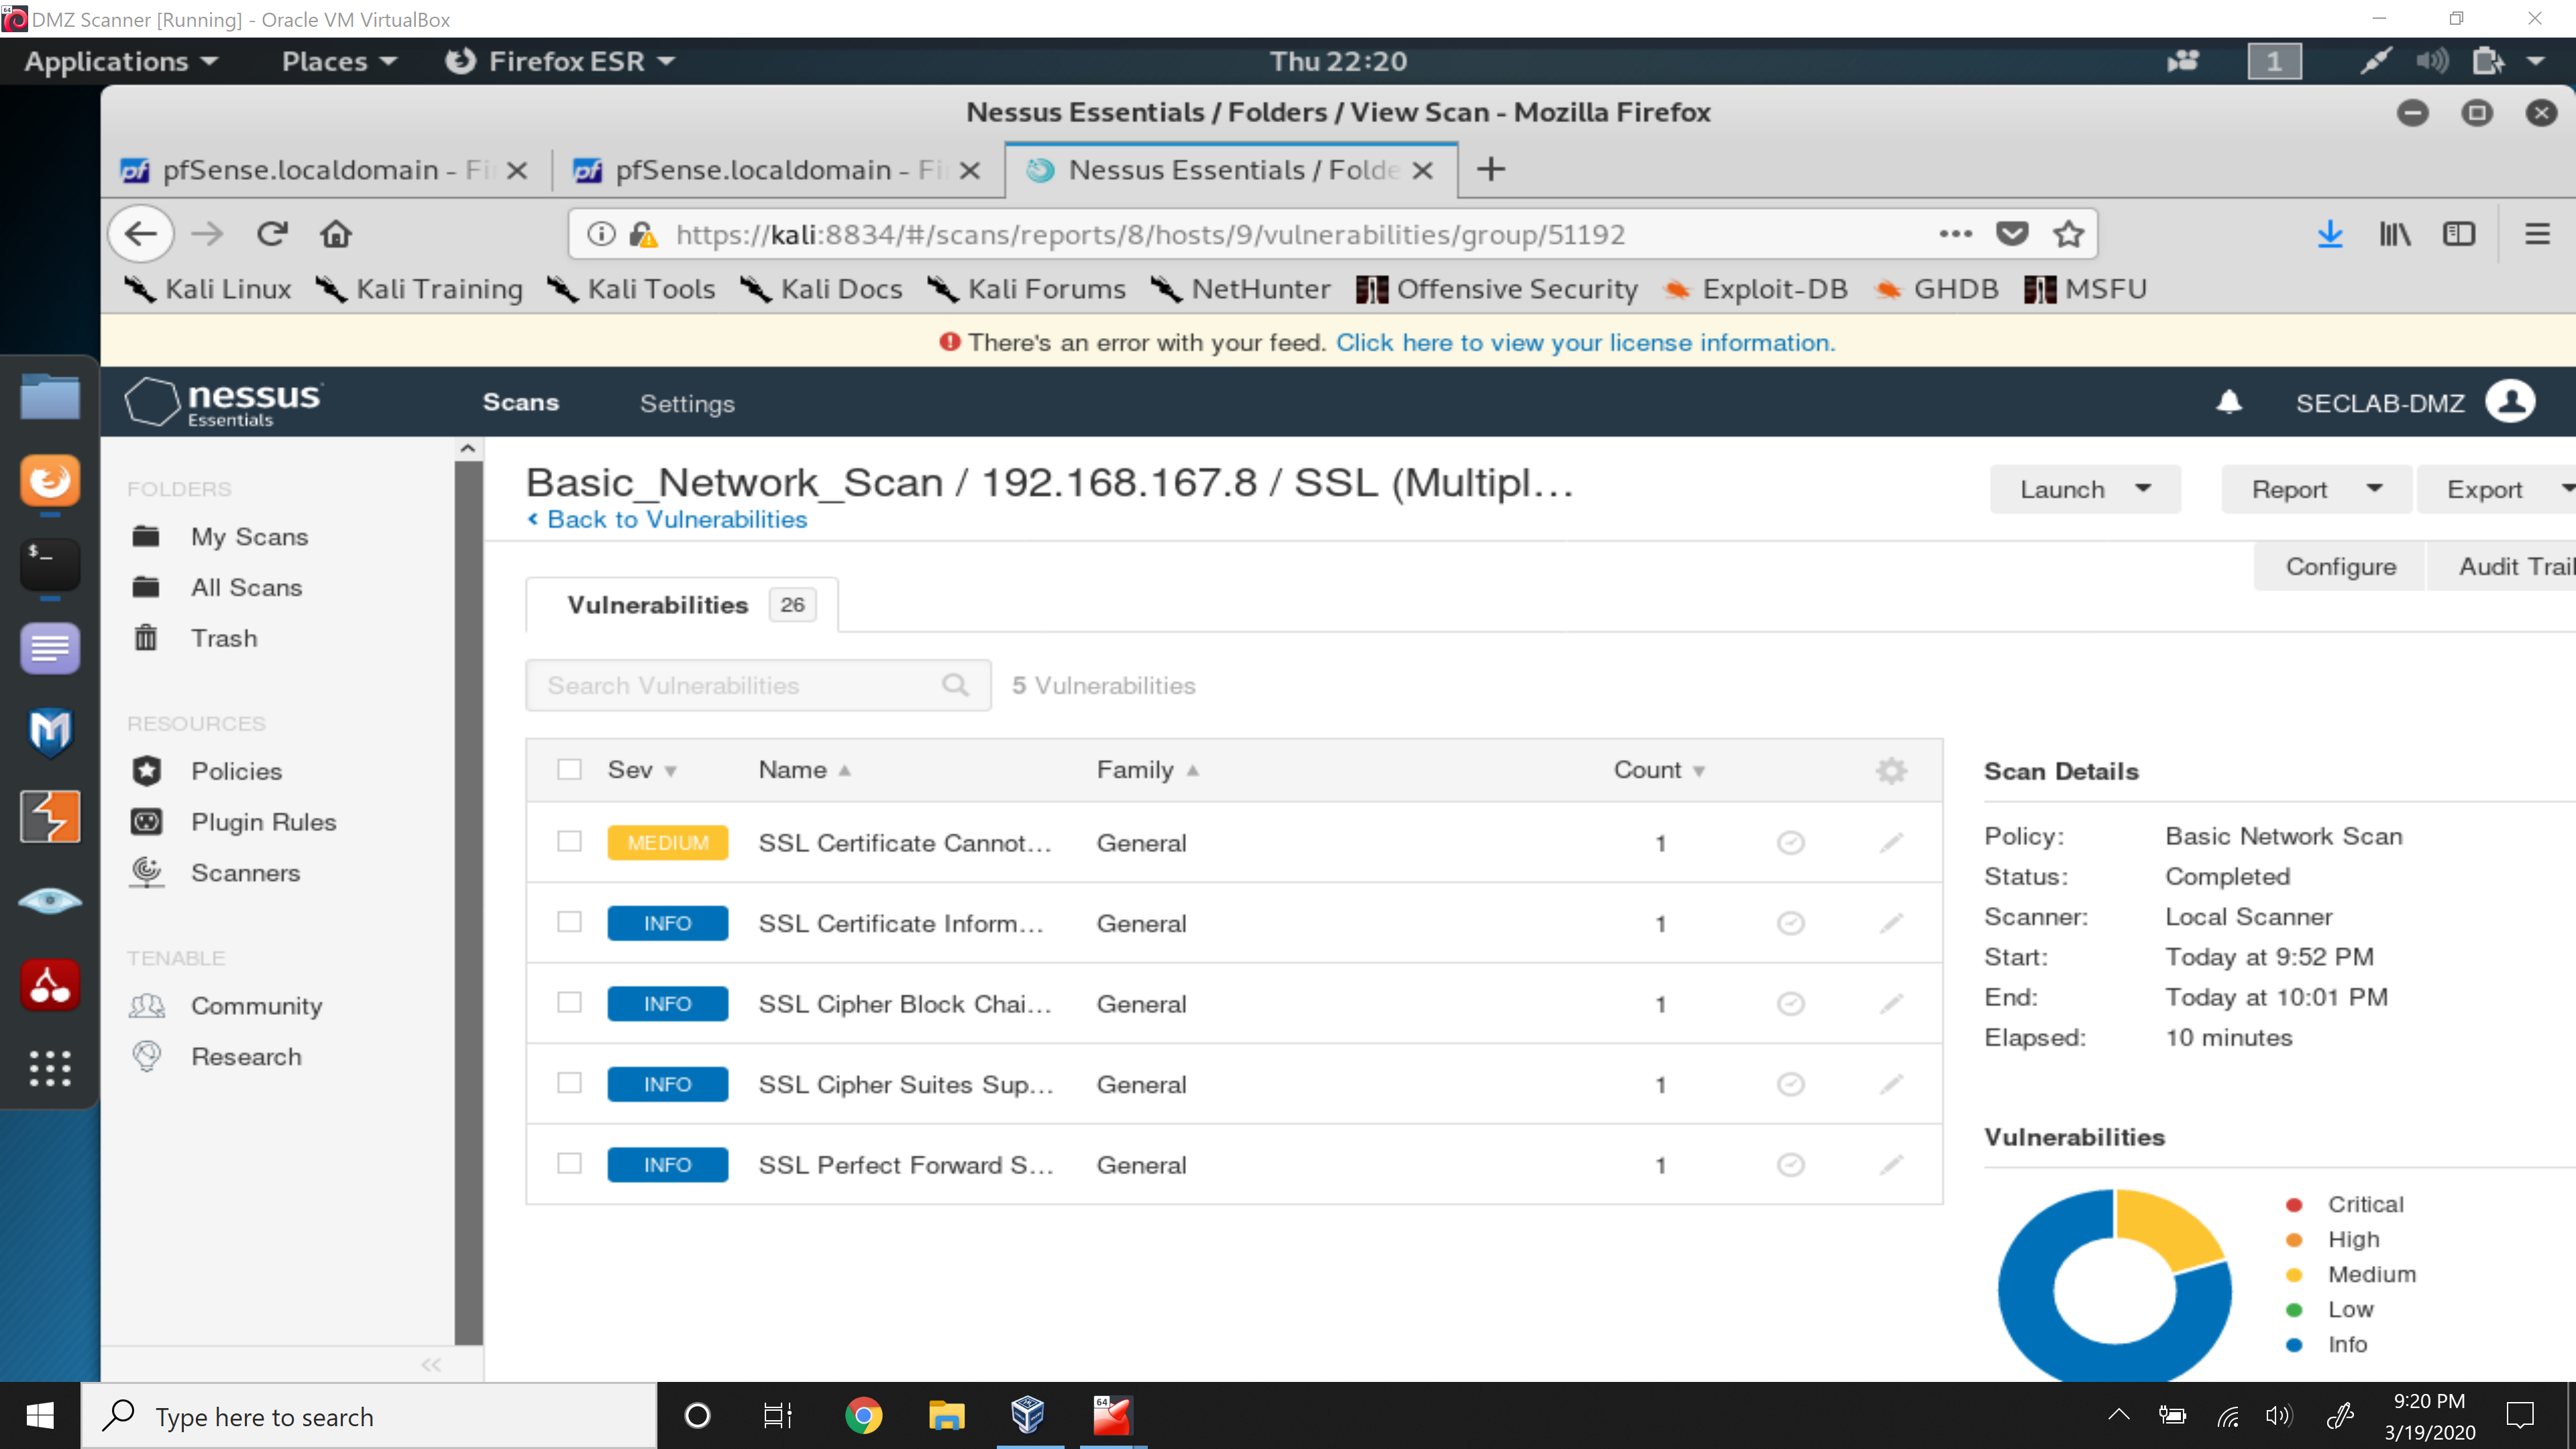 DMZ Scanner [Running] - Oracle VM VirtualBox
Applications Places Firefox ESR Thu 22:20 1
Nessus Essentials / Folders / View Scan - Mozilla Firefox
pfSense.localdomain - Fi pfSense.localdomain - Fi Nessus Essentials / Folde
https://kali:8834/#/scans/reports/8/hosts/9/vulnerabilities/group/51192
Kali Linux Kali Training Kali Tools Kali Docs Kali Forums NetHunter Offensive Security Exploit-DB GHDB MSFU
There's an error with your feed. Click here to view your license information.
nessus Essentials Scans Settings SECLAB-DMZ
FOLDERS
My Scans
All Scans
Trash
RESOURCES
Policies
Plugin Rules
Scanners
TENABLE
Community
Research
Basic_Network_Scan / 192.168.167.8 / SSL (Multipl...
Back to Vulnerabilities
Launch Report Export
Configure Audit Trail
Vulnerabilities 26
Search Vulnerabilities 5 Vulnerabilities
Sev Name Family Count
MEDIUM SSL Certificate Cannot... General 1
INFO SSL Certificate Inform... General 1
INFO SSL Cipher Block Chai... General 1
INFO SSL Cipher Suites Sup... General 1
INFO SSL Perfect Forward S... General 1
Scan Details
Policy: Basic Network Scan
Status: Completed
Scanner: Local Scanner
Start: Today at 9:52 PM
End: Today at 10:01 PM
Elapsed: 10 minutes
Vulnerabilities
Critical
High
Medium
Low
Info
Type here to search
64
9:20 PM
3/19/2020